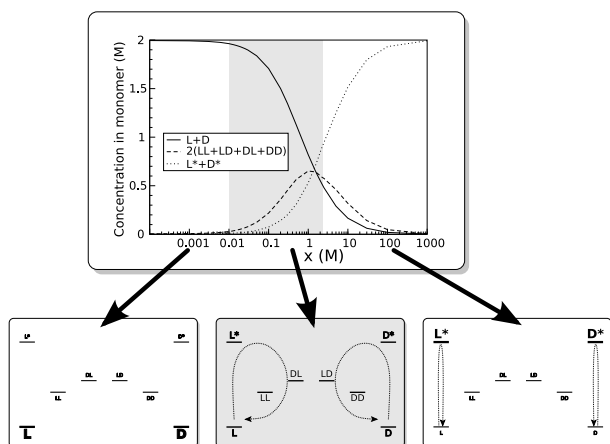 Concentration in monomer (M)
2
1.5
1
0.5
0
L+D
2(LL+LD+DL+DD)
L*+D*
0.001 0.01 0.1 1 10 100 1000
x (M)
L* D*
DL LD
LL DD
L D
L* D*
DL LD
LL DD
L D
L* D*
DL LD
LL DD
L D